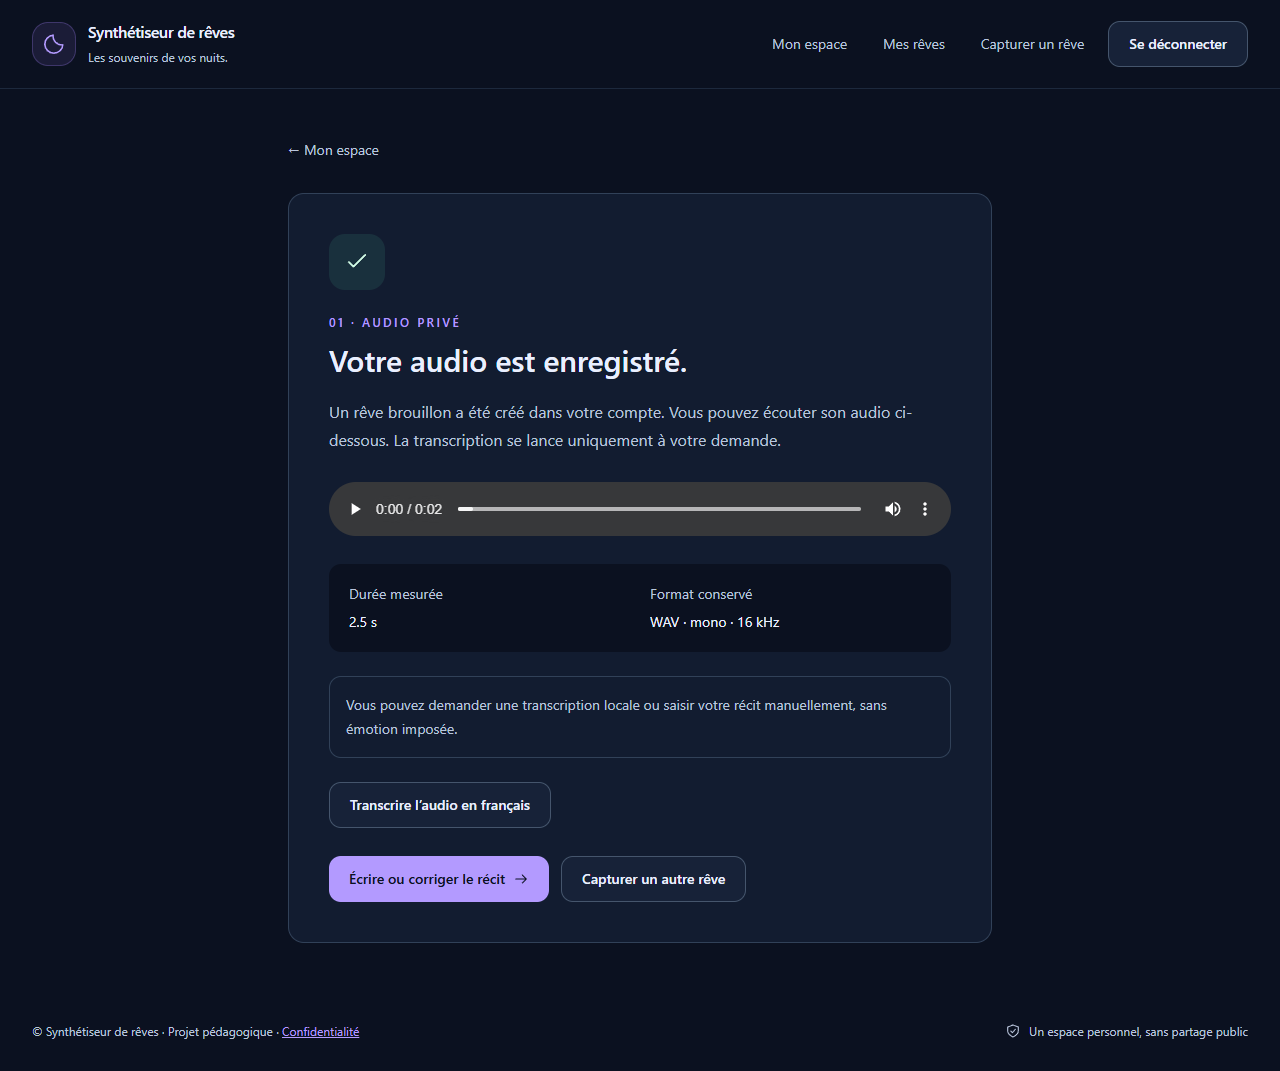 Synthétiseur de rêves
Les souvenirs de vos nuits.
Mon espace
Mes rêves
Capturer un rêve
Se déconnecter
← Mon espace
01 · AUDIO PRIVÉ
Votre audio est enregistré.
Un rêve brouillon a été créé dans votre compte. Vous pouvez écouter son audio ci-
dessous. La transcription se lance uniquement à votre demande.
0:00 / 0:02
Durée mesurée
2.5 s
Format conservé
WAV · mono · 16 kHz
Vous pouvez demander une transcription locale ou saisir votre récit manuellement, sans
émotion imposée.
Transcrire l’audio en français
Écrire ou corriger le récit →
Capturer un autre rêve
© Synthétiseur de rêves · Projet pédagogique · Confidentialité
Un espace personnel, sans partage public